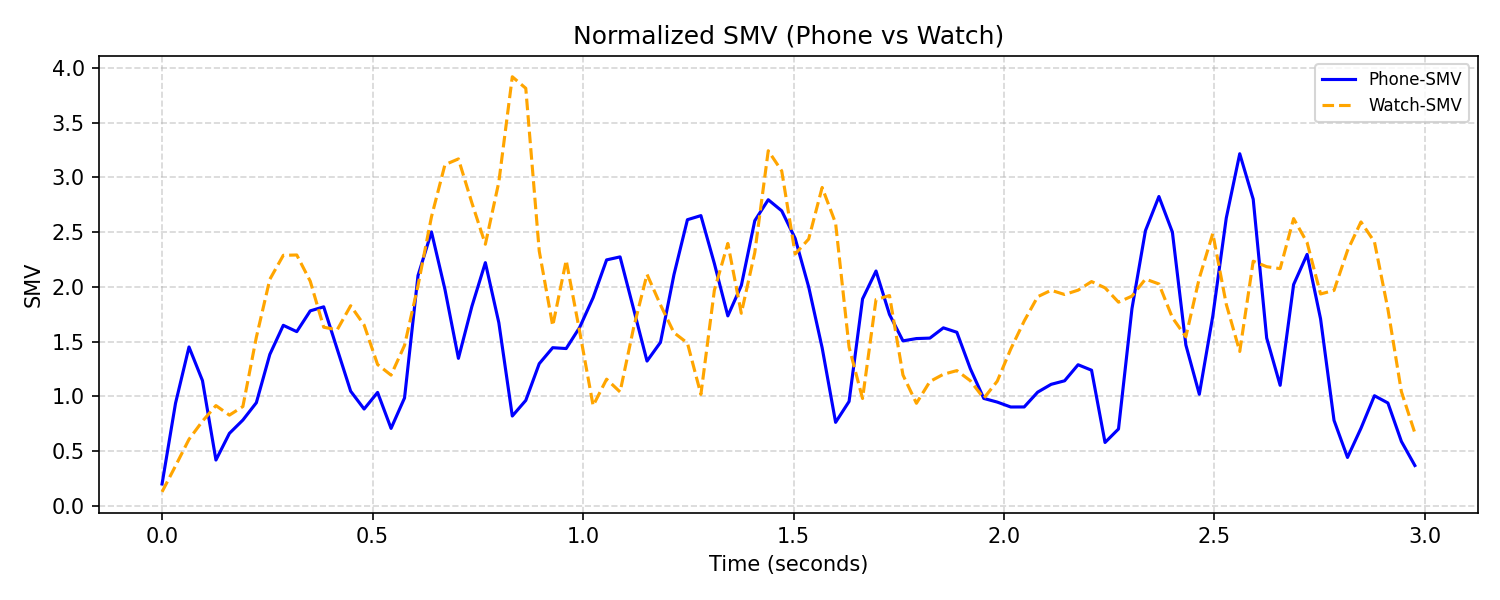 Normalized SMV (Phone vs Watch)
4.0
3.5
3.0
2.5
2.0
1.5
1.0
0.5
0.0
SMV
Phone-SMV
Watch-SMV
0.0 0.5 1.0 1.5 2.0 2.5 3.0
Time (seconds)